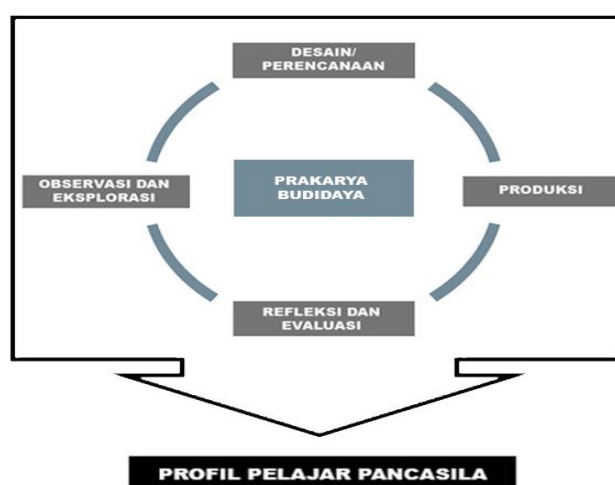 DESAIN/
PERENCANAAN
OBSERVASI DAN
EKSPLORASI
PRAKARYA
BUDIDAYA
PRODUKSI
REFLEKSI DAN
EVALUASI
PROFIL PELAJAR PANCASILA